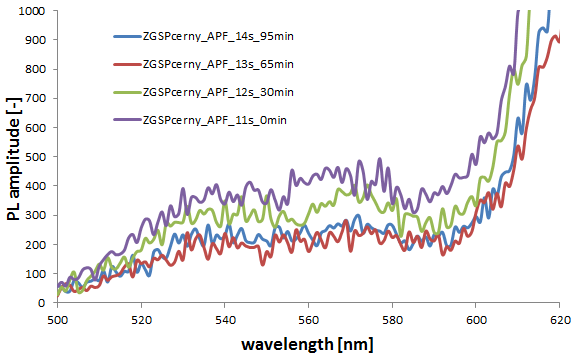 1000
900
800
700
600
500
400
300
200
100
0
PL amplitude [-]
ZGSPcerny_APF_14s_95min
ZGSPcerny_APF_13s_65min
ZGSPcerny_APF_12s_30min
ZGSPcerny_APF_11s_0min
500 520 540 560 580 600 620
wavelength [nm]